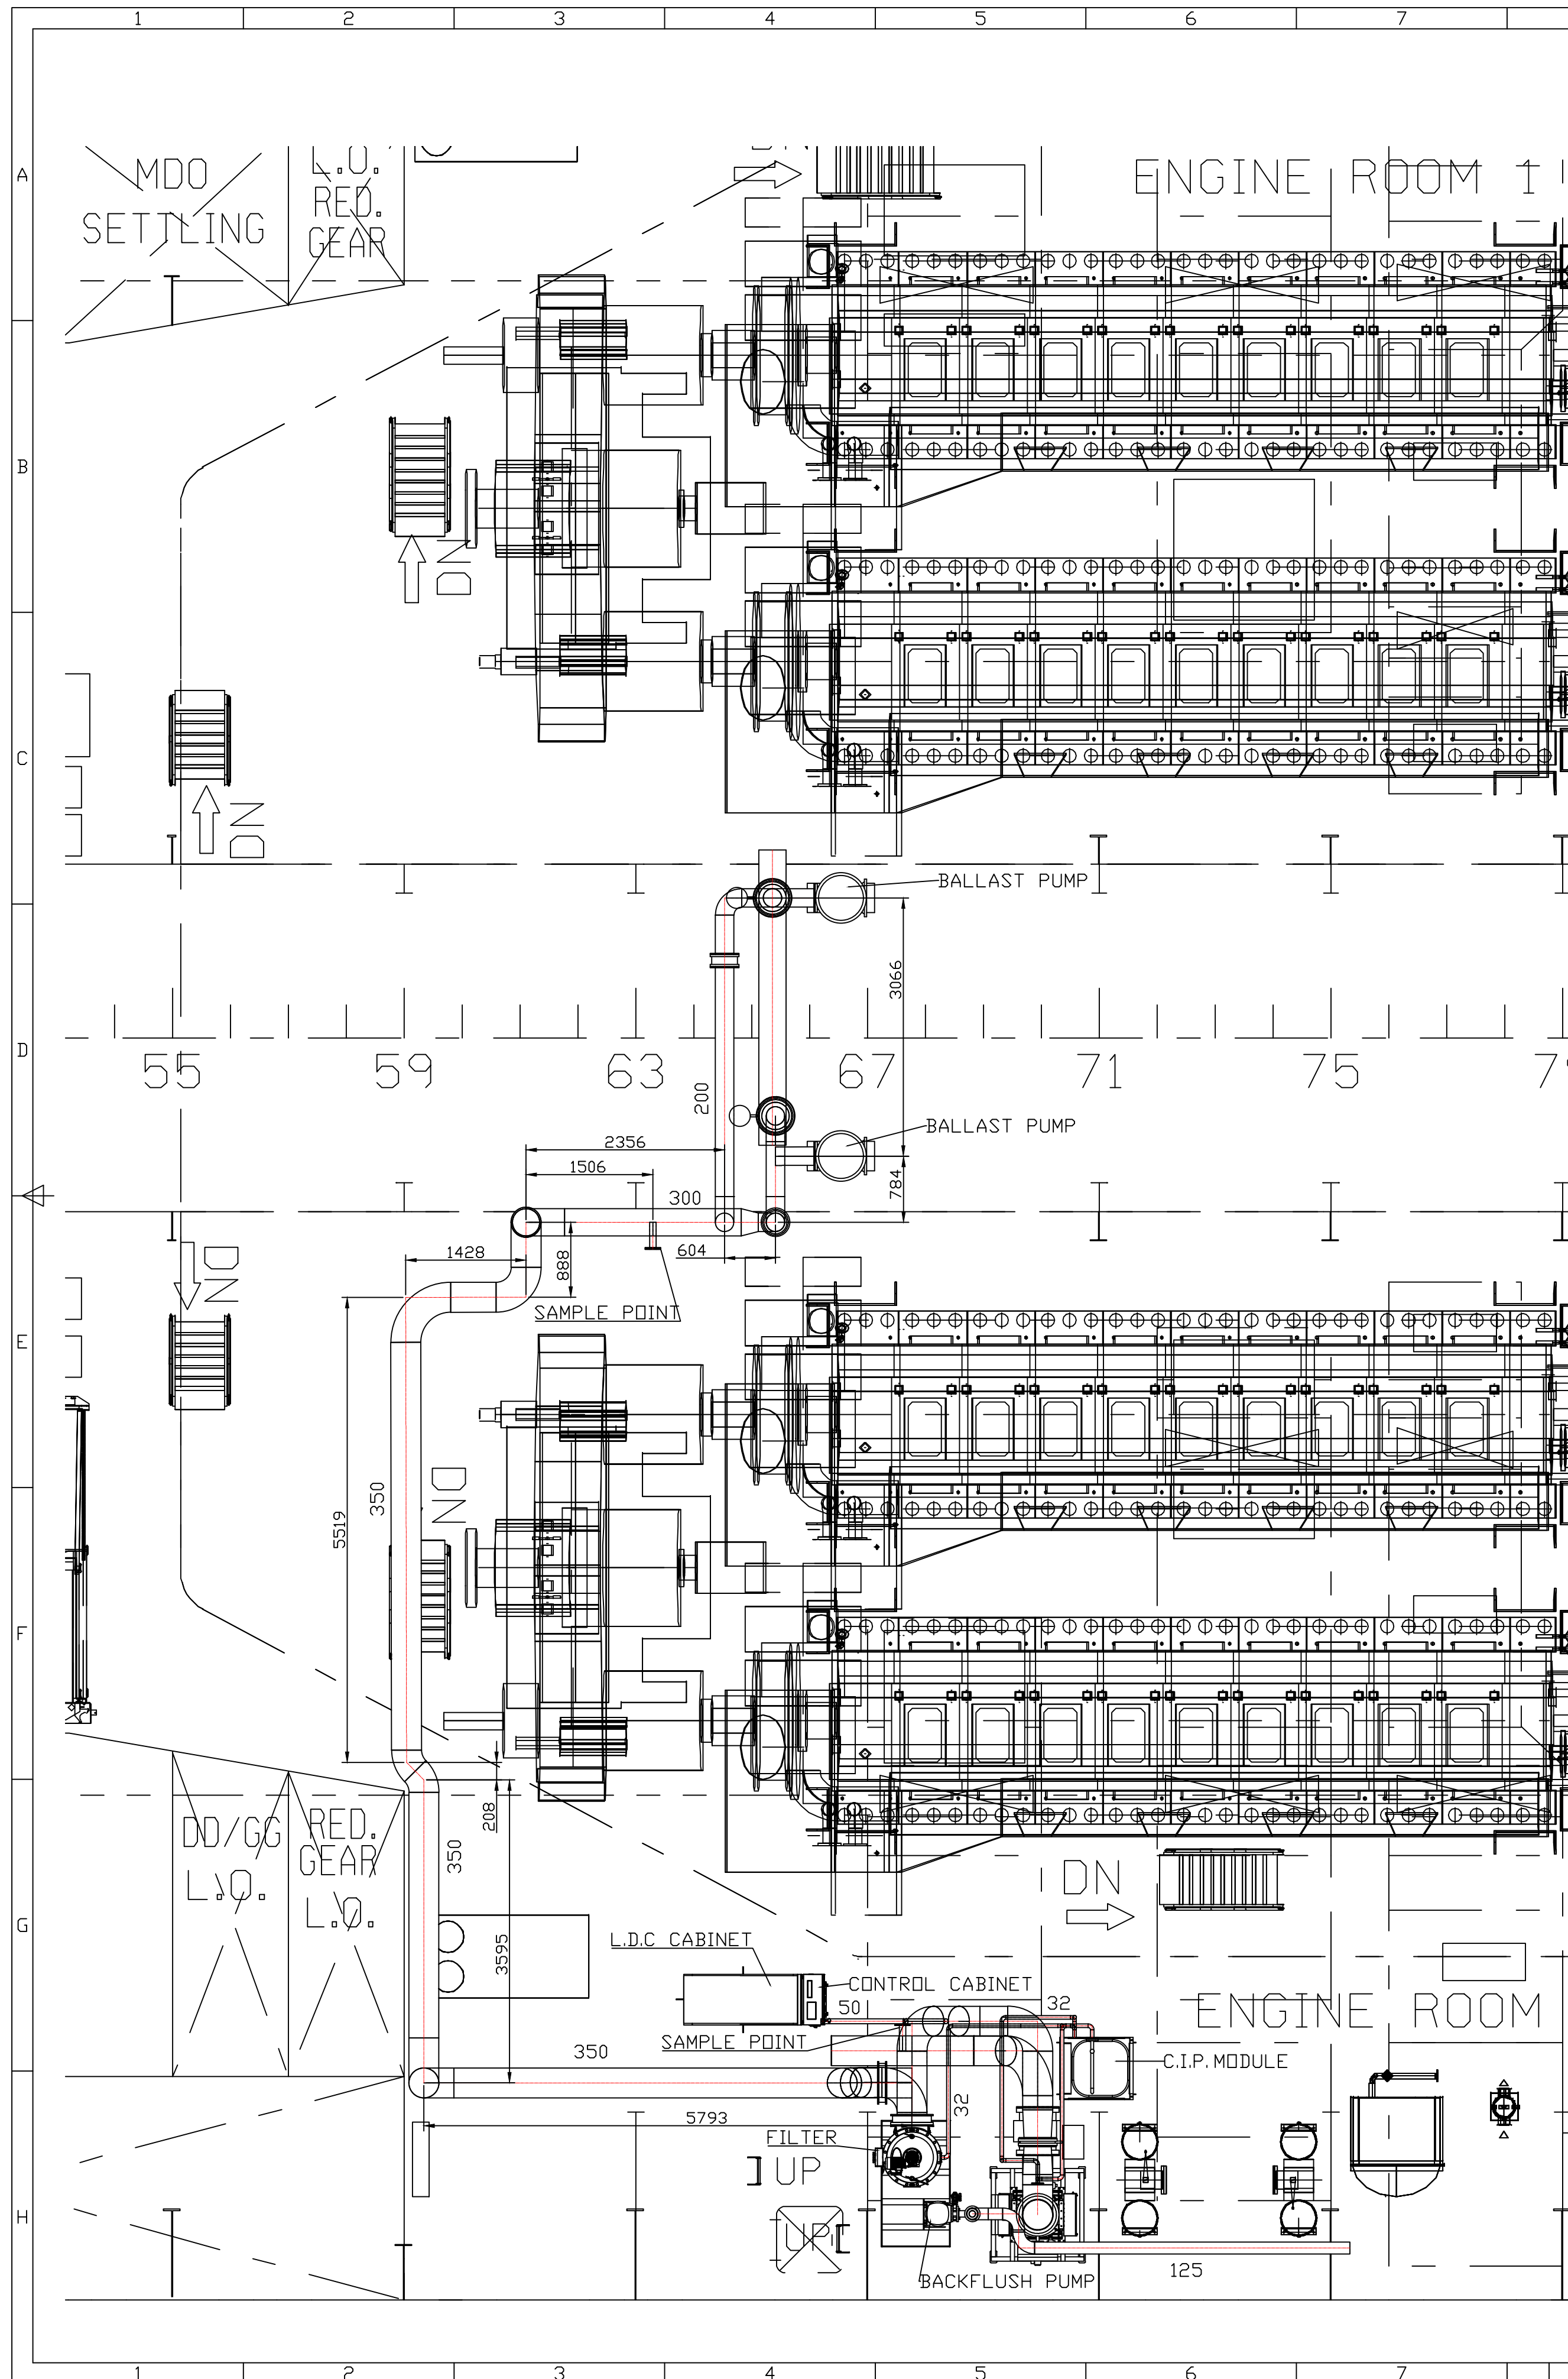 1 2 3 4 5 6 7
A
MDO
SETTLING
L.O.
RED.
GEAR
ENGINE ROOM 1
B
DN
C
DN
BALLAST PUMP
3066
D
55 59 63 67 71 75
200
BALLAST PUMP
2356
1506
784
300
1428
604
888
DN
SAMPLE POINT
E
350
DN
5519
F
208
DD/GG
L.O.
RED.
GEAR
L.O.
350
DN
G
3595
L.D.C CABINET
CONTROL CABINET
50
32
ENGINE ROOM
SAMPLE POINT
350
C.I.P.MODULE
32
5793
FILTER
UP
H
UP
125
BACKFLUSH PUMP
1 2 3 4 5 6 7